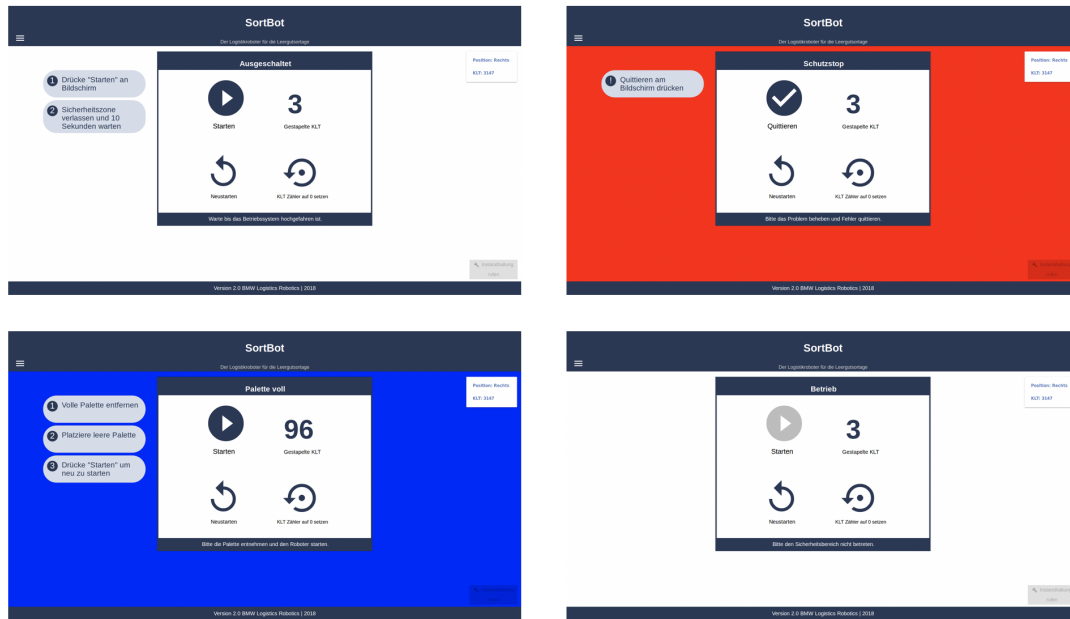 SortBot
Der Logistikroboter für die Leergutsortage
Ausgeschaltet
Position: Rechts
KLT: 3147
1 Drücke "Starten" an
Bildschirm
2 Sicherheitszone
verlassen und 10
Sekunden warten
3
Starten
Gestapelte KLT
Neustarten
KLT Zähler auf 0 setzen
Warte bis das Betriebssystem hochgefahren ist.
Version 2.0 BMW Logistics Robotics | 2018
SortBot
Der Logistikroboter für die Leergutsortage
Schutzstop
Position: Rechts
KLT: 3147
! Quittieren am
Bildschirm drücken
3
Quittieren
Gestapelte KLT
Neustarten
KLT Zähler auf 0 setzen
Bitte das Problem beheben und Fehler quittieren.
Version 2.0 BMW Logistics Robotics | 2018
SortBot
Der Logistikroboter für die Leergutsortage
Palette voll
Position: Rechts
KLT: 3147
1 Volle Palette entfernen
2 Platziere leere Palette
3 Drücke "Starten" um
neu zu starten
96
Starten
Gestapelte KLT
Neustarten
KLT Zähler auf 0 setzen
Bitte die Palette entnehmen und den Roboter starten.
Version 2.0 BMW Logistics Robotics | 2018
SortBot
Der Logistikroboter für die Leergutsortage
Betrieb
Position: Rechts
KLT: 3147
3
Starten
Gestapelte KLT
Neustarten
KLT Zähler auf 0 setzen
Bitte den Sicherheitsbereich nicht betreten.
Version 2.0 BMW Logistics Robotics | 2018